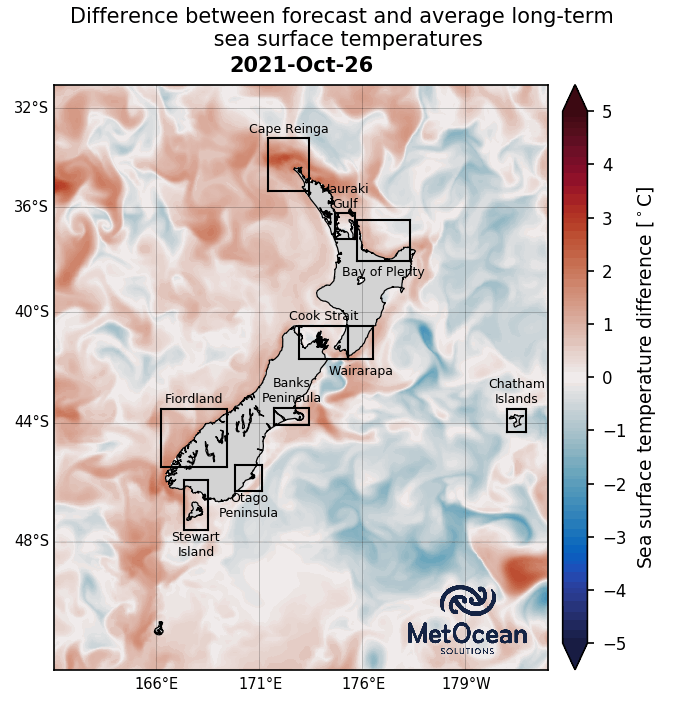 Difference between forecast and average long-term
sea surface temperatures
2021-Oct-26
32°S
36°S
40°S
44°S
48°S
166°E
171°E
176°E
179°W
Cape Reinga
Hauraki
Gulf
Bay of Plenty
Cook Strait
Wairarapa
Banks
Peninsula
Fiordland
Chatham
Islands
Otago
Peninsula
Stewart
Island
MetOcean
SOLUTIONS
5
4
3
2
1
0
−1
−2
−3
−4
−5
Sea surface temperature difference [°C]